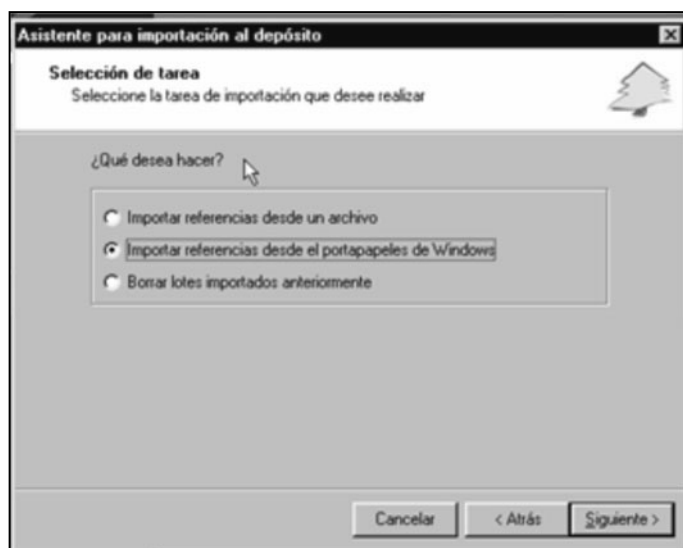 Asistente para importación al depósito
Selección de tarea
Seleccione la tarea de importación que desee realizar
¿Qué desea hacer?
Importar referencias desde un archivo
Importar referencias desde el portapapeles de Windows
Borrar lotes importados anteriormente
Cancelar
< Atrás
Siguiente >